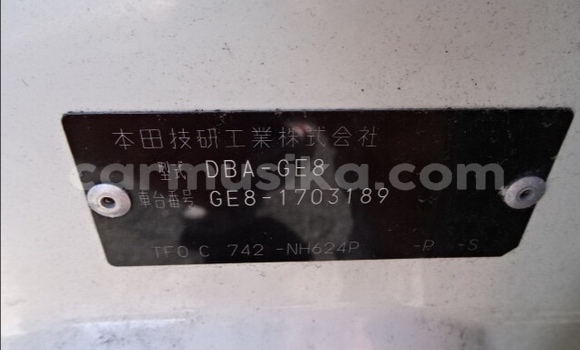 本田技研工業株式会社
型式 DBA-GE8
車台番号 GE8-1703189
TF0 C 742 -NH624P -P -S
carmusika.com